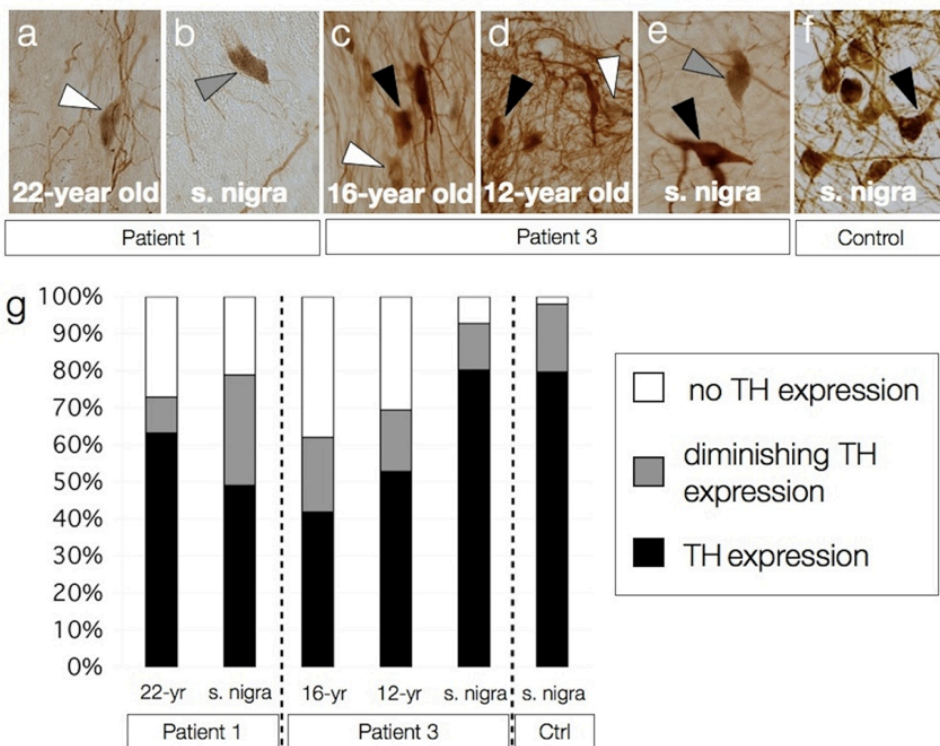 a b c d e f
22-year old s. nigra 16-year old 12-year old s. nigra s. nigra
Patient 1 Patient 3 Control
g
100%
90%
80%
70%
60%
50%
40%
30%
20%
10%
0%
22-yr s. nigra 16-yr 12-yr s. nigra s. nigra
Patient 1 Patient 3 Ctrl
no TH expression
diminishing TH
expression
TH expression